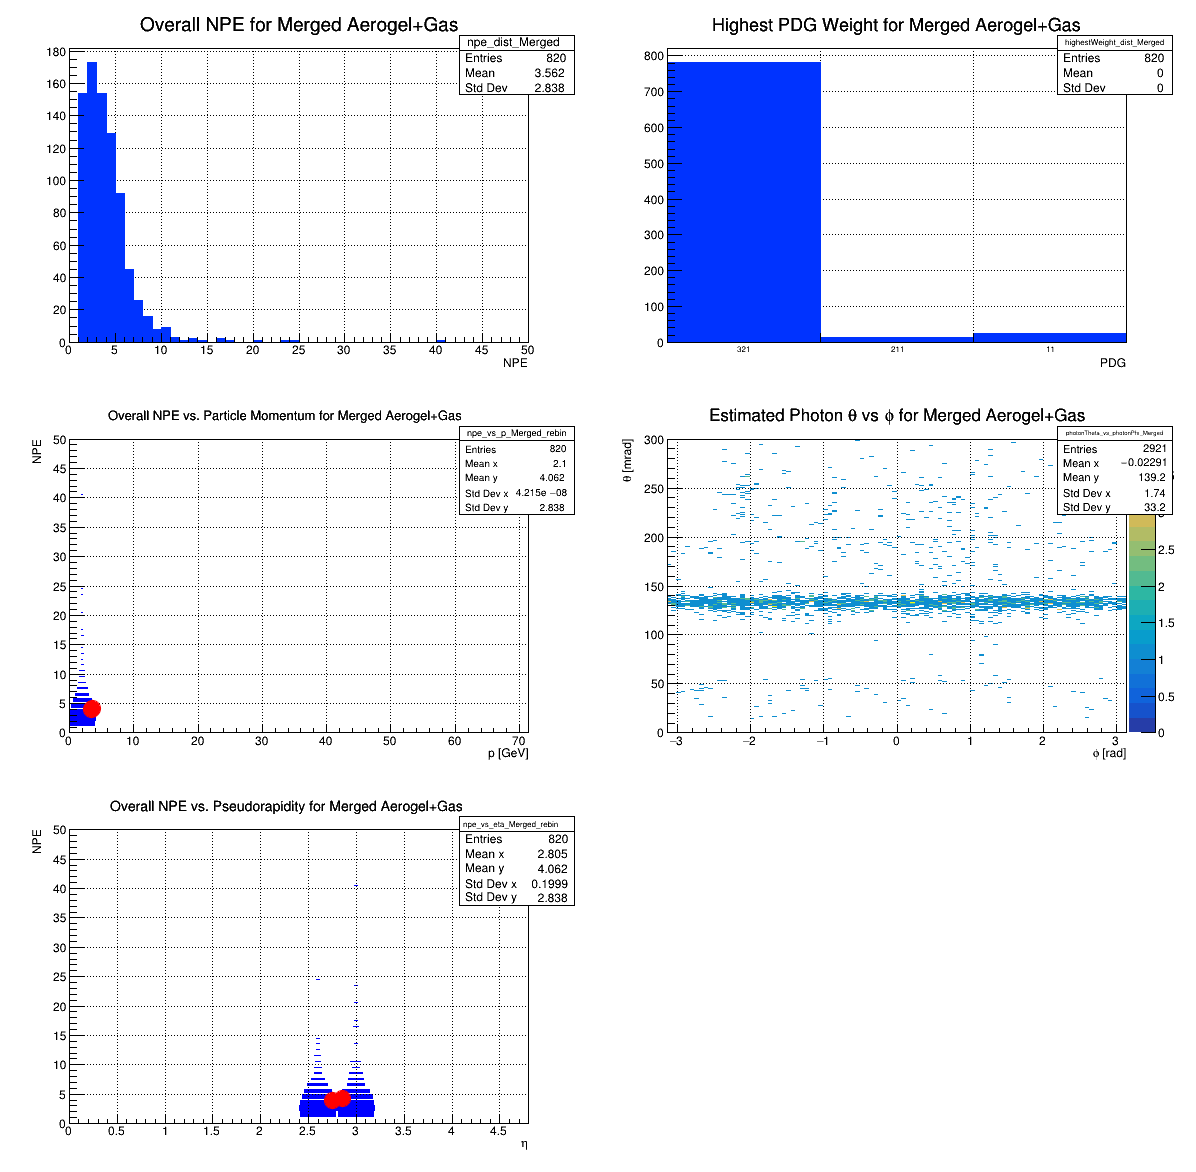 Overall NPE for Merged Aerogel+Gas
npe_dist_Merged
Entries 820
Mean 3.562
Std Dev 2.838
180
160
140
120
100
80
60
40
20
0
0 5 10 15 20 25 30 35 40 45 50
NPE
Highest PDG Weight for Merged Aerogel+Gas
highestWeight_dist_Merged
Entries 820
Mean 0
Std Dev 0
800
700
600
500
400
300
200
100
0
321 211 11
PDG
Overall NPE vs. Particle Momentum for Merged Aerogel+Gas
npe_vs_p_Merged_rebin
Entries 820
Mean x 2.1
Mean y 4.062
Std Dev x 4.215e −08
Std Dev y 2.838
NPE
50
45
40
35
30
25
20
15
10
5
0
0 10 20 30 40 50 60 70
p [GeV]
Estimated Photon θ vs ϕ for Merged Aerogel+Gas
photonTheta_vs_photonPhi_Merged
Entries 2921
Mean x −0.02291
Mean y 139.2
Std Dev x 1.74
Std Dev y 33.2
θ [mrad]
300
250
200
150
100
50
0
−3 −2 −1 0 1 2 3
ϕ [rad]
2.5
2
1.5
1
0.5
0
Overall NPE vs. Pseudorapidity for Merged Aerogel+Gas
npe_vs_eta_Merged_rebin
Entries 820
Mean x 2.805
Mean y 4.062
Std Dev x 0.1999
Std Dev y 2.838
NPE
50
45
40
35
30
25
20
15
10
5
0
0 0.5 1 1.5 2 2.5 3 3.5 4 4.5
η